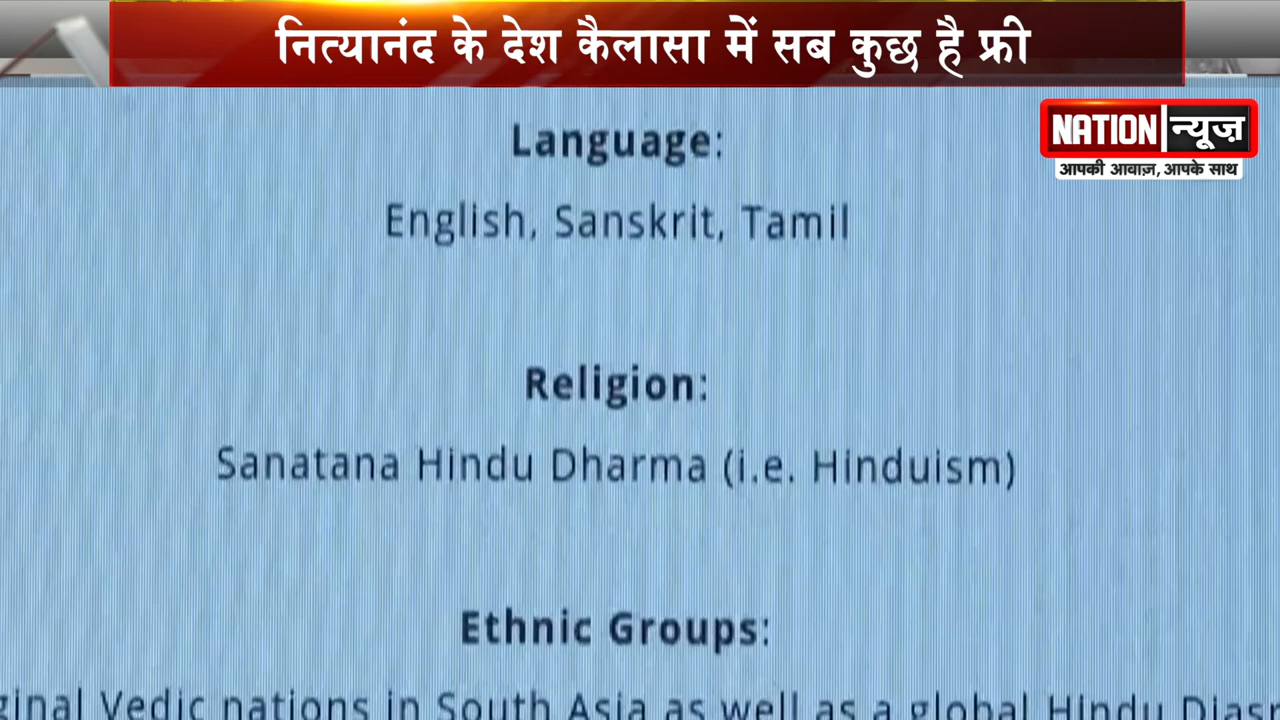 नित्यानंद के देश कैलासा में सब कुछ है फ्री
NATION न्यूज़
आपकी आवाज़, आपके साथ
Language:
English, Sanskrit, Tamil
Religion:
Sanatana Hindu Dharma (i.e. Hinduism)
Ethnic Groups:
Vedic nations in South Asia as well as a global Hindu